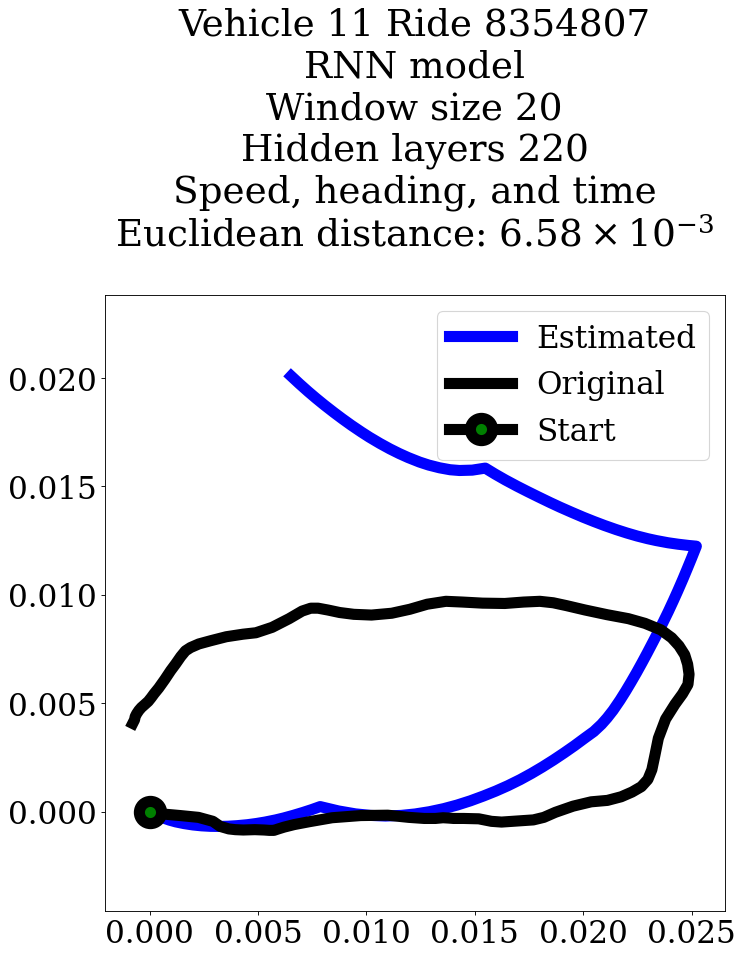 Vehicle 11 Ride 8354807
RNN model
Window size 20
Hidden layers 220
Speed, heading, and time
Euclidean distance: 6.58 × 10⁻³
Estimated
Original
Start
0.020
0.015
0.010
0.005
0.000
0.000 0.005 0.010 0.015 0.020 0.025